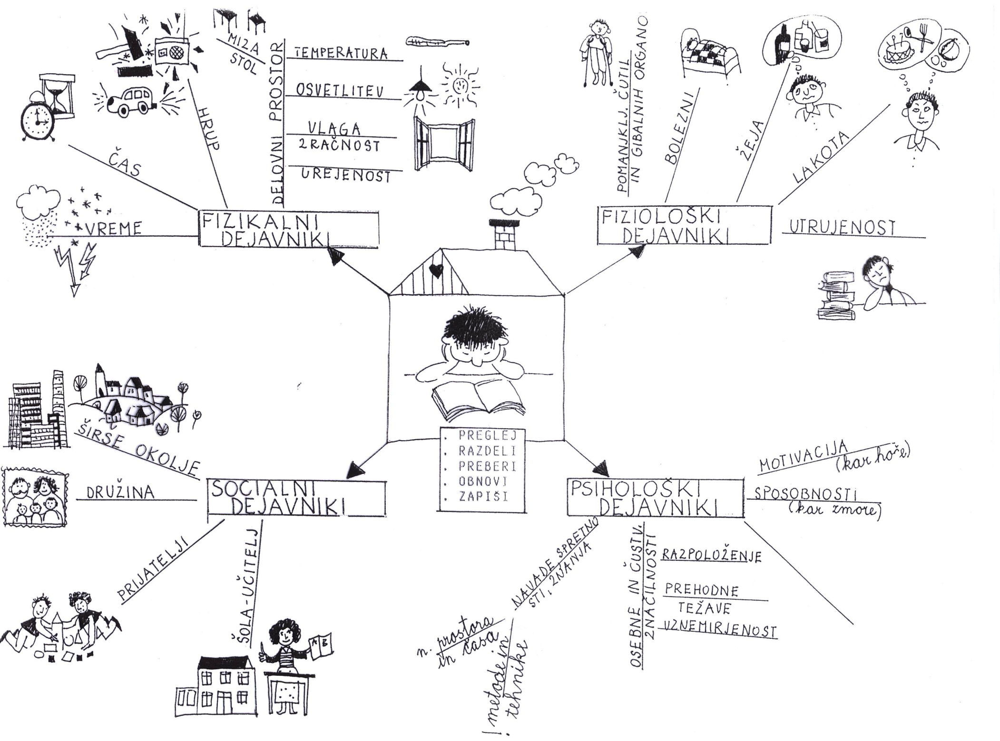 MIZA
STOL
DELOVNI PROSTOR
TEMPERATURA
OSVETLITEV
VLAGA
ZRAČNOST
UREJENOST
HRUP
ČAS
VREME
FIZIKALNI
DEJAVNIKI
POMANJKLJ. ČUTIL
IN GIBALNIH ORGANO
BOLEZNI
ŽEJA
LAKOTA
UTRUJENOST
FIZIOLOŠKI
DEJAVNIKI
. PREGLEJ
. RAZDELI
. PREBERI
. OBNOVI
. ZAPIŠI
ŠIRŠE OKOLJE
DRUŽINA
SOCIALNI
DEJAVNIKI
PRIJATELJI
ŠOLA-UČITELJ
A B
PSIHOLOŠKI
DEJAVNIKI
MOTIVACIJA
(kar hoče)
SPOSOBNOSTI
(kar zmore)
NAVADE, SPRETNO
STI, ZNANJA
n. prostora
in časa
! metode in
tehnike
OSEBNE IN ČUSTV.
ZNAČILNOSTI
RAZPOLOŽENJE
PREHODNE
TEŽAVE
VZNEMIRJENOST